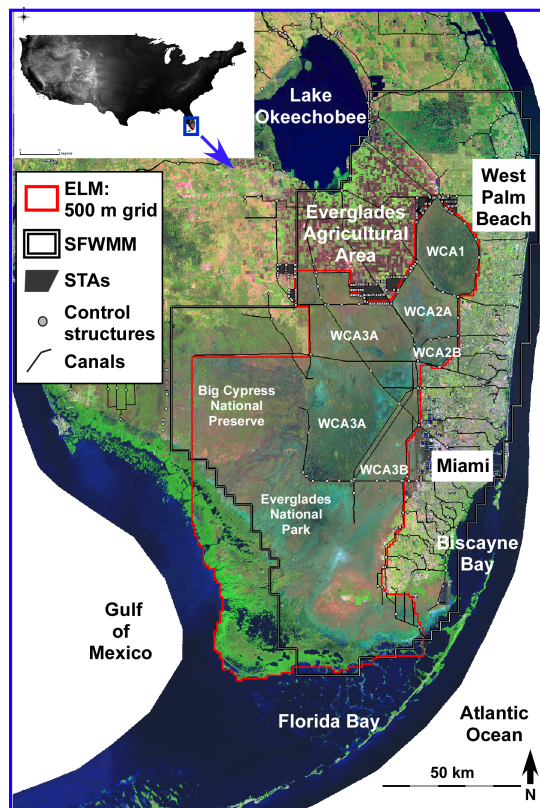 Lake
Okeechobee
ELM:
500 m grid
SFWMM
STAs
Control
structures
Canals
West
Palm
Beach
Everglades
Agricultural
Area
WCA1
WCA2A
WCA3A
WCA2B
Big Cypress
National
Preserve
WCA3A
WCA3B
Miami
Everglades
National
Park
Biscayne
Bay
Gulf
of
Mexico
Florida Bay
Atlantic
Ocean
50 km
N